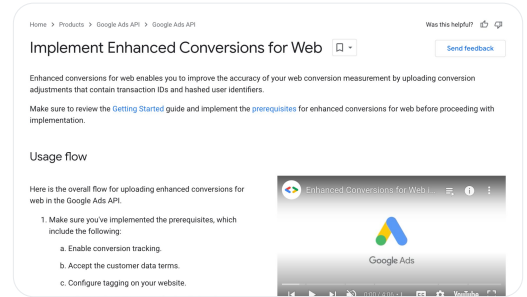 Home > Products > Google Ads API > Google Ads API
Was this helpful?
Implement Enhanced Conversions for Web
Send feedback
Enhanced conversions for web enables you to improve the accuracy of your web conversion measurement by uploading conversion
adjustments that contain transaction IDs and hashed user identifiers.
Make sure to review the Getting Started guide and implement the prerequisites for enhanced conversions for web before proceeding with
implementation.
Usage flow
Here is the overall flow for uploading enhanced conversions for
web in the Google Ads API.
1. Make sure you've implemented the prerequisites, which
include the following:
a. Enable conversion tracking.
b. Accept the customer data terms.
c. Configure tagging on your website.
Enhanced Conversions for Web i...
Google Ads
YouTube